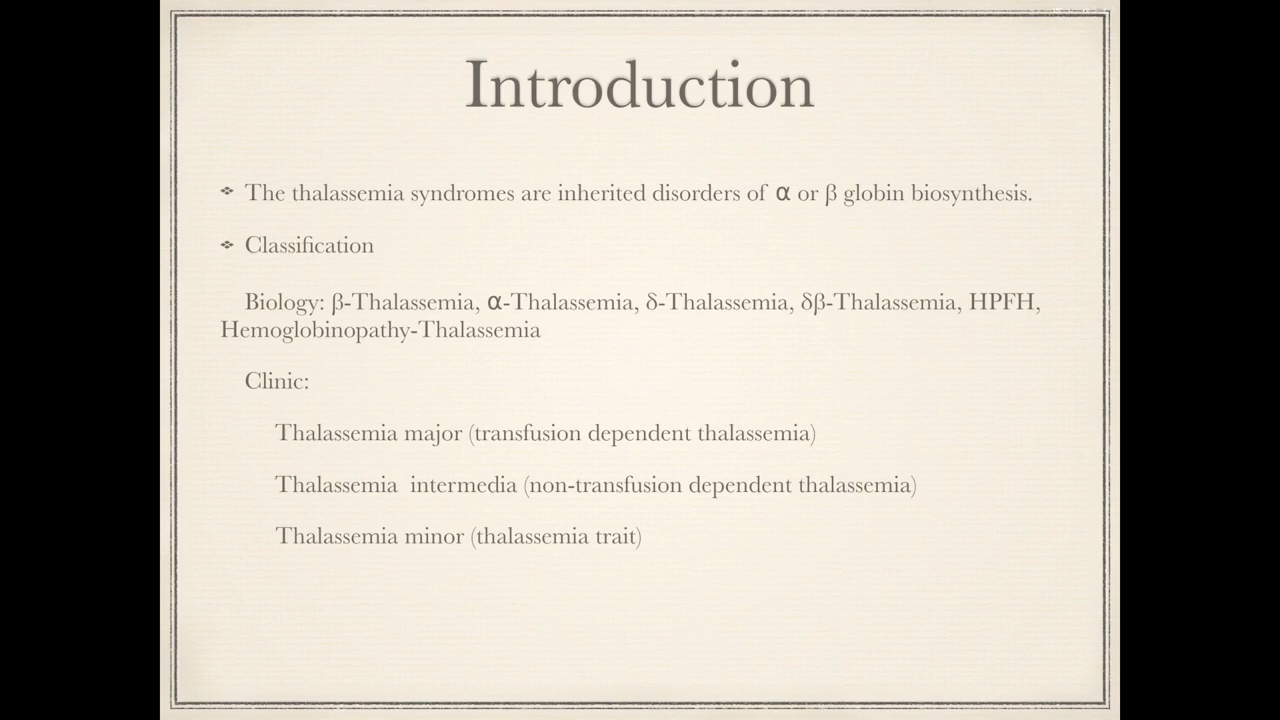 Introduction
❖ The thalassemia syndromes are inherited disorders of α or β globin biosynthesis.
❖ Classification
Biology: β-Thalassemia, α-Thalassemia, δ-Thalassemia, δβ-Thalassemia, HPFH,
Hemoglobinopathy-Thalassemia
Clinic:
Thalassemia major (transfusion dependent thalassemia)
Thalassemia  intermedia (non-transfusion dependent thalassemia)
Thalassemia minor (thalassemia trait)